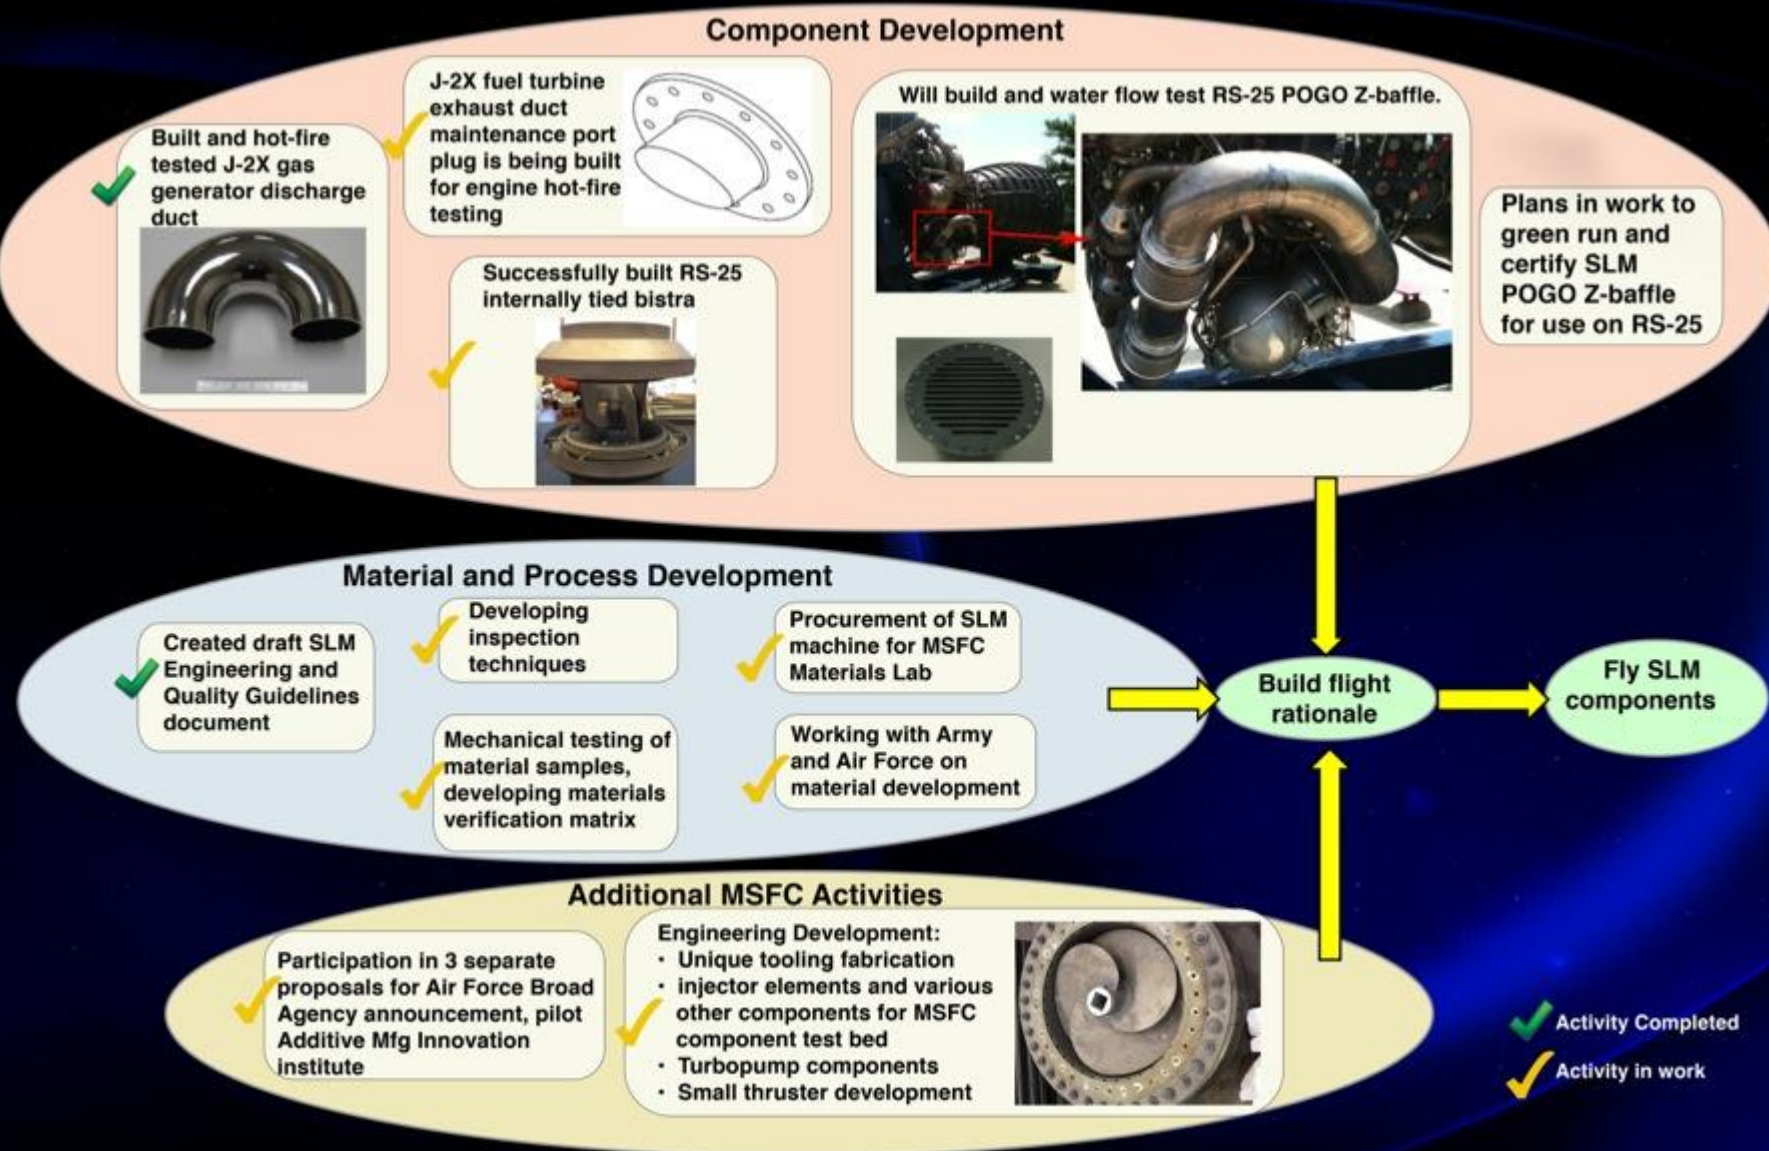 Component Development
Built and hot-fire
tested J-2X gas
generator discharge
duct
J-2X fuel turbine
exhaust duct
maintenance port
plug is being built
for engine hot-fire
testing
Successfully built RS-25
internally tied bistra
Will build and water flow test RS-25 POGO Z-baffle.
Plans in work to
green run and
certify SLM
POGO Z-baffle
for use on RS-25
Material and Process Development
Created draft SLM
Engineering and
Quality Guidelines
document
Developing
inspection
techniques
Mechanical testing of
material samples,
developing materials
verification matrix
Procurement of SLM
machine for MSFC
Materials Lab
Working with Army
and Air Force on
material development
Build flight
rationale
Fly SLM
components
Additional MSFC Activities
Participation in 3 separate
proposals for Air Force Broad
Agency announcement, pilot
Additive Mfg Innovation
institute
Engineering Development:
· Unique tooling fabrication
· injector elements and various
other components for MSFC
component test bed
· Turbopump components
· Small thruster development
Activity Completed
Activity in work